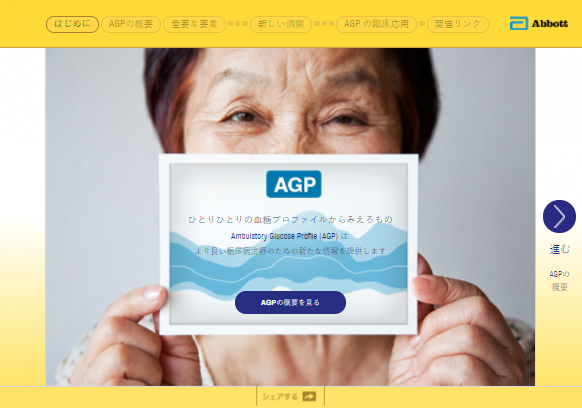 はじめに
AGPの概要
重要な要素
新しい洞察
AGP の臨床応用
関連リンク
Abbott
AGP
ひとりひとりの血糖プロファイルからみえるもの
Ambulatory Glucose Profile (AGP) は
より良い糖尿病治療のための新たな情報を提供します
AGPの概要を見る
進む
AGPの
概要
シェアする